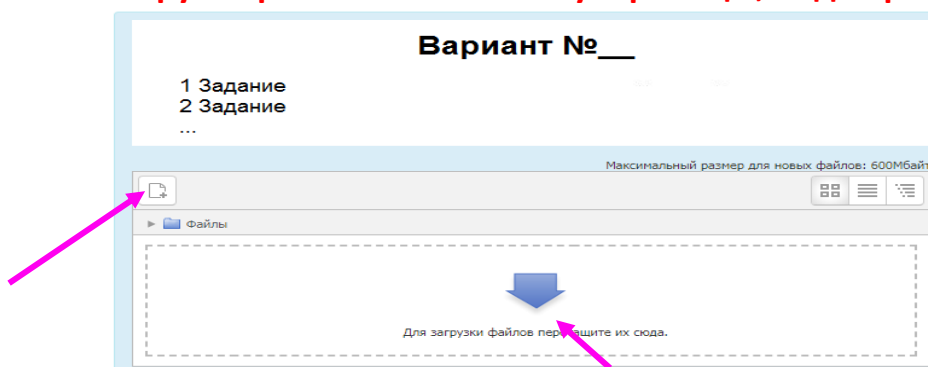 Вариант №__
1 Задание
2 Задание
...
Максимальный размер для новых файлов: 600Мбайт
Файлы
Для загрузки файлов перетащите их сюда.